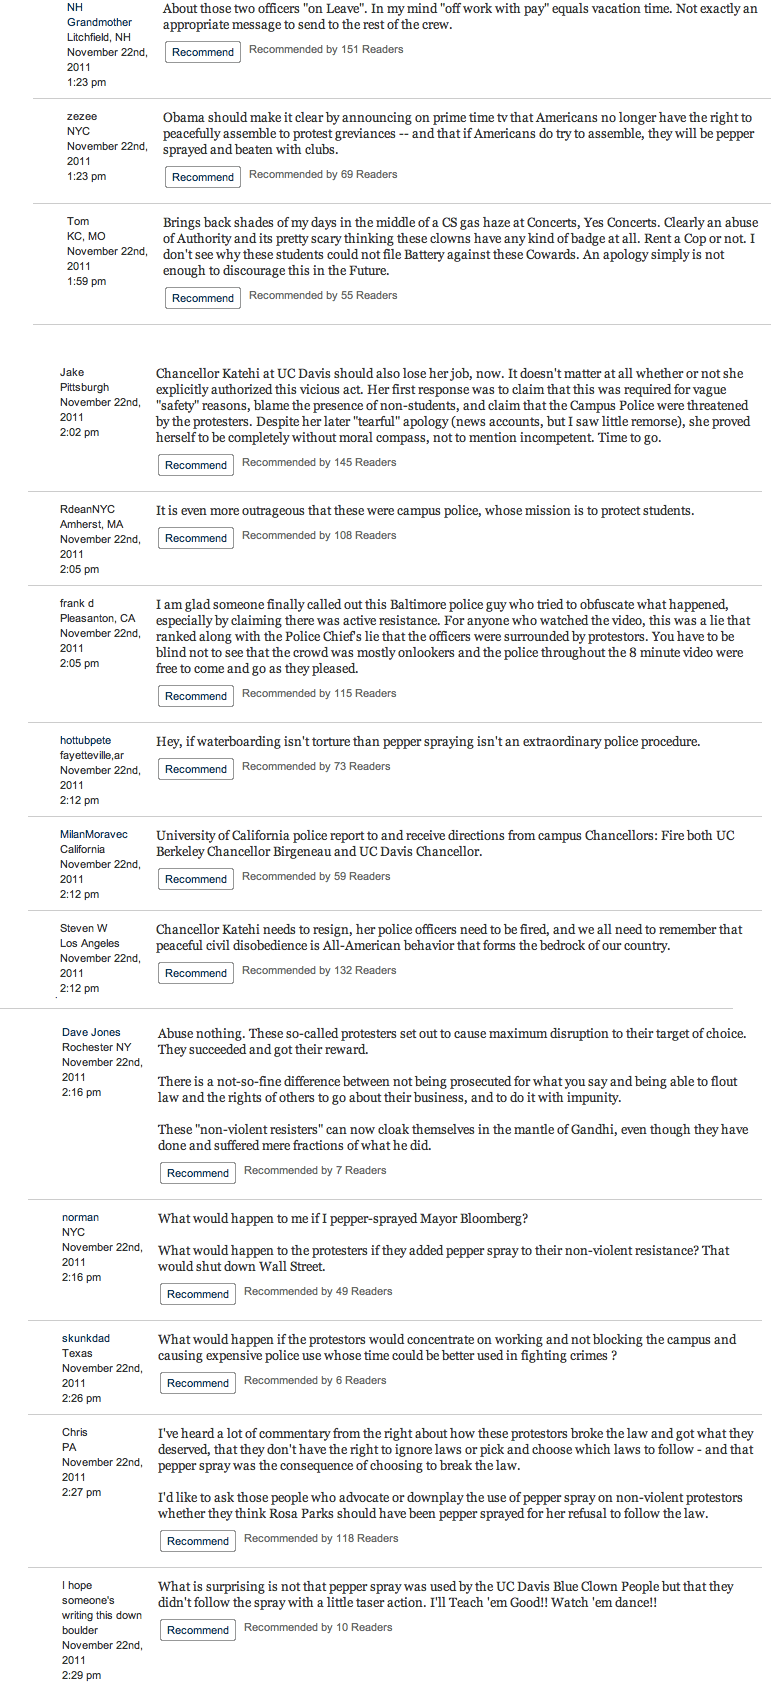 NH
Grandmother
Litchfield, NH
November 22nd,
2011
1:23 pm
About those two officers "on Leave". In my mind "off work with pay" equals vacation time. Not exactly an
appropriate message to send to the rest of the crew.
Recommend Recommended by 151 Readers
zezee
NYC
November 22nd,
2011
1:23 pm
Obama should make it clear by announcing on prime time tv that Americans no longer have the right to
peacefully assemble to protest greviances -- and that if Americans do try to assemble, they will be pepper
sprayed and beaten with clubs.
Recommend Recommended by 69 Readers
Tom
KC, MO
November 22nd,
2011
1:59 pm
Brings back shades of my days in the middle of a CS gas haze at Concerts, Yes Concerts. Clearly an abuse
of Authority and its pretty scary thinking these clowns have any kind of badge at all. Rent a Cop or not. I
don't see why these students could not file Battery against these Cowards. An apology simply is not
enough to discourage this in the Future.
Recommend Recommended by 55 Readers
Jake
Pittsburgh
November 22nd,
2011
2:02 pm
Chancellor Katehi at UC Davis should also lose her job, now. It doesn't matter at all whether or not she
explicitly authorized this vicious act. Her first response was to claim that this was required for vague
"safety" reasons, blame the presence of non-students, and claim that the Campus Police were threatened
by the protesters. Despite her later "tearful" apology (news accounts, but I saw little remorse), she proved
herself to be completely without moral compass, not to mention incompetent. Time to go.
Recommend Recommended by 145 Readers
RdeanNYC
Amherst, MA
November 22nd,
2011
2:05 pm
It is even more outrageous that these were campus police, whose mission is to protect students.
Recommend Recommended by 108 Readers
frank d
Pleasanton, CA
November 22nd,
2011
2:05 pm
I am glad someone finally called out this Baltimore police guy who tried to obfuscate what happened,
especially by claiming there was active resistance. For anyone who watched the video, this was a lie that
ranked along with the Police Chief's lie that the officers were surrounded by protestors. You have to be
blind not to see that the crowd was mostly onlookers and the police throughout the 8 minute video were
free to come and go as they pleased.
Recommend Recommended by 115 Readers
hottubpete
fayetteville,ar
November 22nd,
2011
2:12 pm
Hey, if waterboarding isn't torture than pepper spraying isn't an extraordinary police procedure.
Recommend Recommended by 73 Readers
MilanMoravec
California
November 22nd,
2011
2:12 pm
University of California police report to and receive directions from campus Chancellors: Fire both UC
Berkeley Chancellor Birgeneau and UC Davis Chancellor.
Recommend Recommended by 59 Readers
Steven W
Los Angeles
November 22nd,
2011
2:12 pm
Chancellor Katehi needs to resign, her police officers need to be fired, and we all need to remember that
peaceful civil disobedience is All-American behavior that forms the bedrock of our country.
Recommend Recommended by 132 Readers
Dave Jones
Rochester NY
November 22nd,
2011
2:16 pm
Abuse nothing. These so-called protesters set out to cause maximum disruption to their target of choice.
They succeeded and got their reward.
There is a not-so-fine difference between not being prosecuted for what you say and being able to flout
law and the rights of others to go about their business, and to do it with impunity.
These "non-violent resisters" can now cloak themselves in the mantle of Gandhi, even though they have
done and suffered mere fractions of what he did.
Recommend Recommended by 7 Readers
norman
NYC
November 22nd,
2011
2:16 pm
What would happen to me if I pepper-sprayed Mayor Bloomberg?
What would happen to the protesters if they added pepper spray to their non-violent resistance? That
would shut down Wall Street.
Recommend Recommended by 49 Readers
skunkdad
Texas
November 22nd,
2011
2:26 pm
What would happen if the protestors would concentrate on working and not blocking the campus and
causing expensive police use whose time could be better used in fighting crimes ?
Recommend Recommended by 6 Readers
Chris
PA
November 22nd,
2011
2:27 pm
I've heard a lot of commentary from the right about how these protestors broke the law and got what they
deserved, that they don't have the right to ignore laws or pick and choose which laws to follow - and that
pepper spray was the consequence of choosing to break the law.
I'd like to ask those people who advocate or downplay the use of pepper spray on non-violent protestors
whether they think Rosa Parks should have been pepper sprayed for her refusal to follow the law.
Recommend Recommended by 118 Readers
I hope
someone's
writing this down
boulder
November 22nd,
2011
2:29 pm
What is surprising is not that pepper spray was used by the UC Davis Blue Clown People but that they
didn't follow the spray with a little taser action. I'll Teach 'em Good!! Watch 'em dance!!
Recommend Recommended by 10 Readers